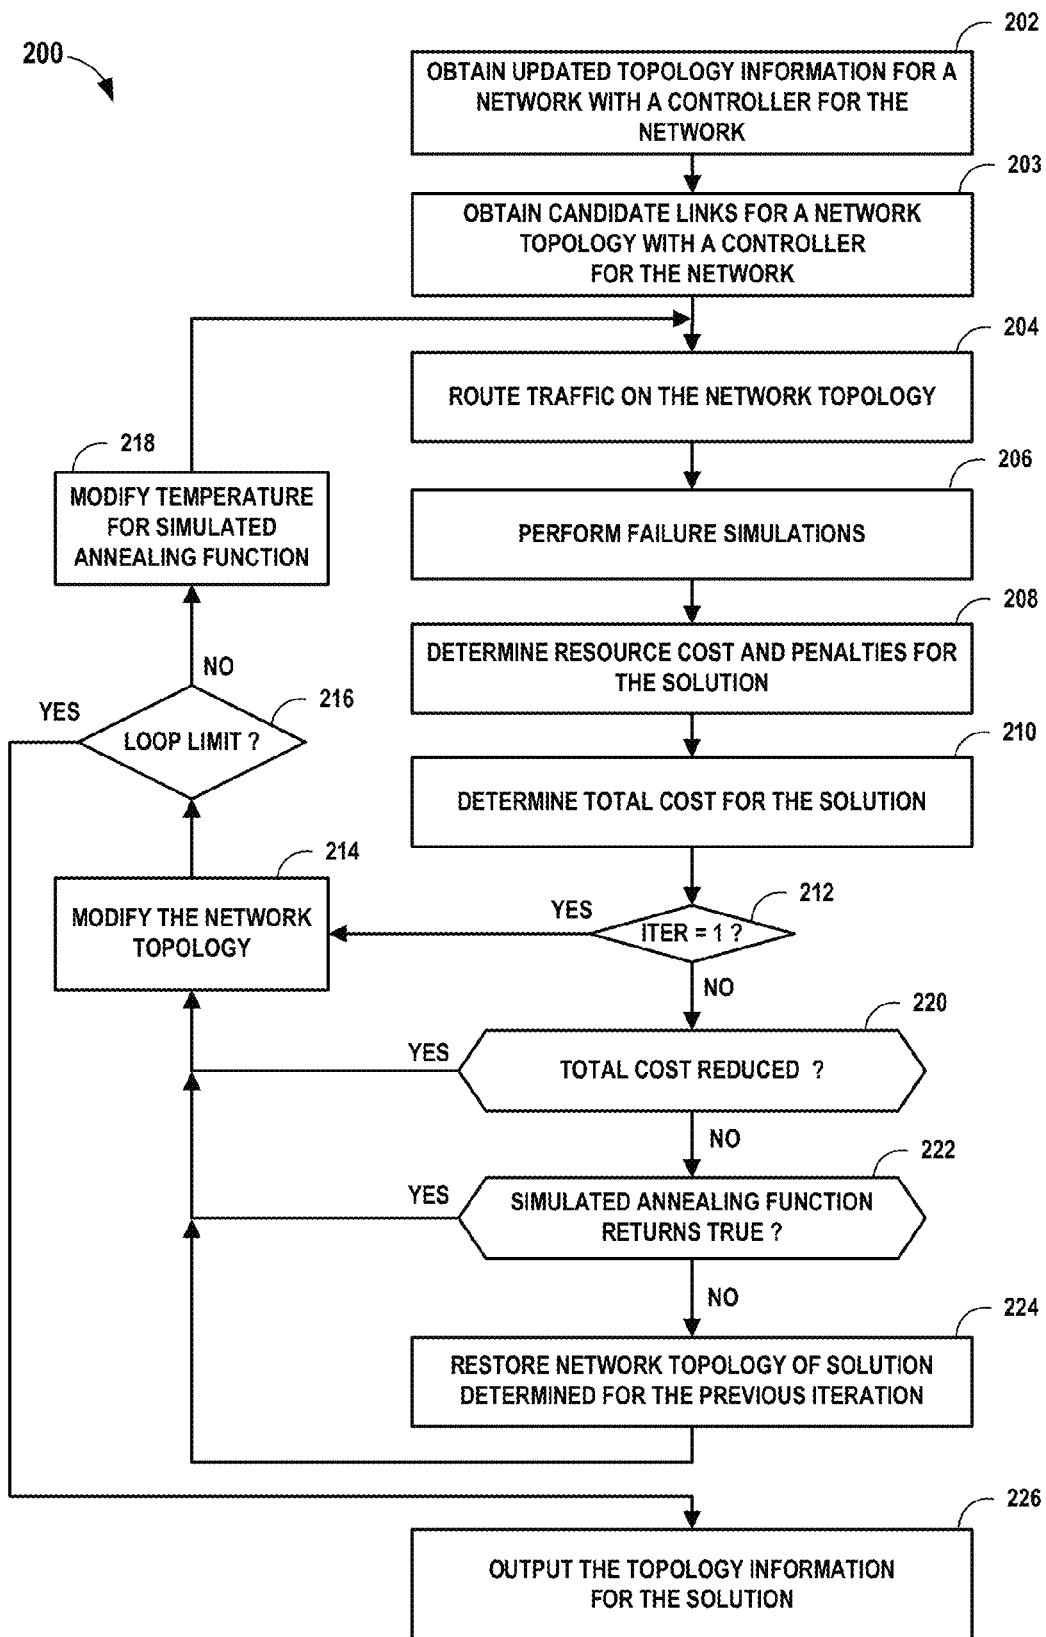 200
202
OBTAIN UPDATED TOPOLOGY INFORMATION FOR A
NETWORK WITH A CONTROLLER FOR THE
NETWORK
203
OBTAIN CANDIDATE LINKS FOR A NETWORK
TOPOLOGY WITH A CONTROLLER
FOR THE NETWORK
204
ROUTE TRAFFIC ON THE NETWORK TOPOLOGY
206
PERFORM FAILURE SIMULATIONS
208
DETERMINE RESOURCE COST AND PENALTIES FOR
THE SOLUTION
210
DETERMINE TOTAL COST FOR THE SOLUTION
212
ITER = 1 ?
YES
NO
214
MODIFY THE NETWORK
TOPOLOGY
216
LOOP LIMIT ?
YES
NO
218
MODIFY TEMPERATURE
FOR SIMULATED
ANNEALING FUNCTION
220
TOTAL COST REDUCED ?
YES
NO
222
SIMULATED ANNEALING FUNCTION
RETURNS TRUE ?
YES
NO
224
RESTORE NETWORK TOPOLOGY OF SOLUTION
DETERMINED FOR THE PREVIOUS ITERATION
226
OUTPUT THE TOPOLOGY INFORMATION
FOR THE SOLUTION